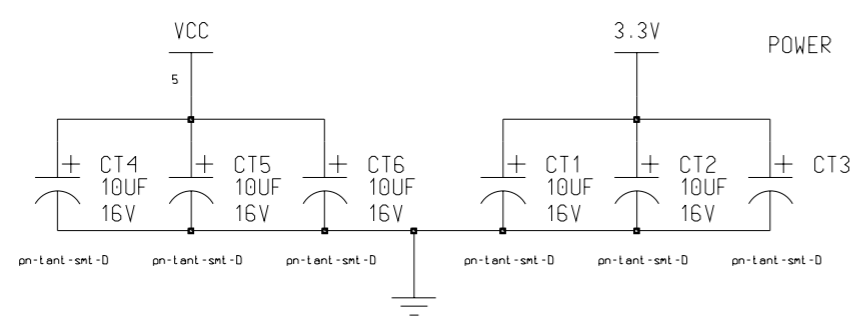 VCC
3.3V
POWER
5
+ CT4
10UF
16V
+ CT5
10UF
16V
+ CT6
10UF
16V
+ CT1
10UF
16V
+ CT2
10UF
16V
+ CT3
pn-tant-smt-D
pn-tant-smt-D
pn-tant-smt-D
pn-tant-smt-D
pn-tant-smt-D
pn-tant-smt-D